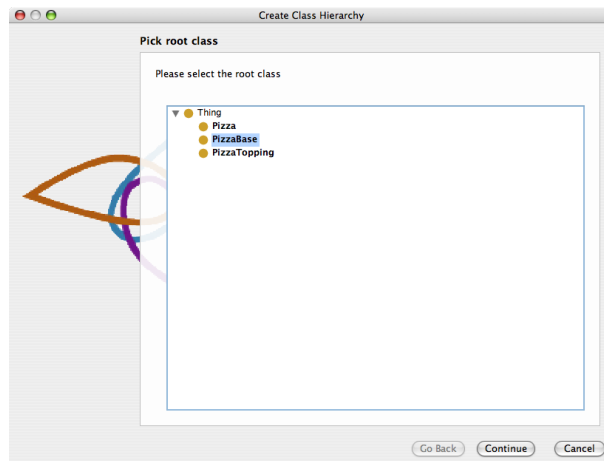 Create Class Hierarchy
Pick root class
Please select the root class
Thing
Pizza
PizzaBase
PizzaTopping
Go Back Continue Cancel